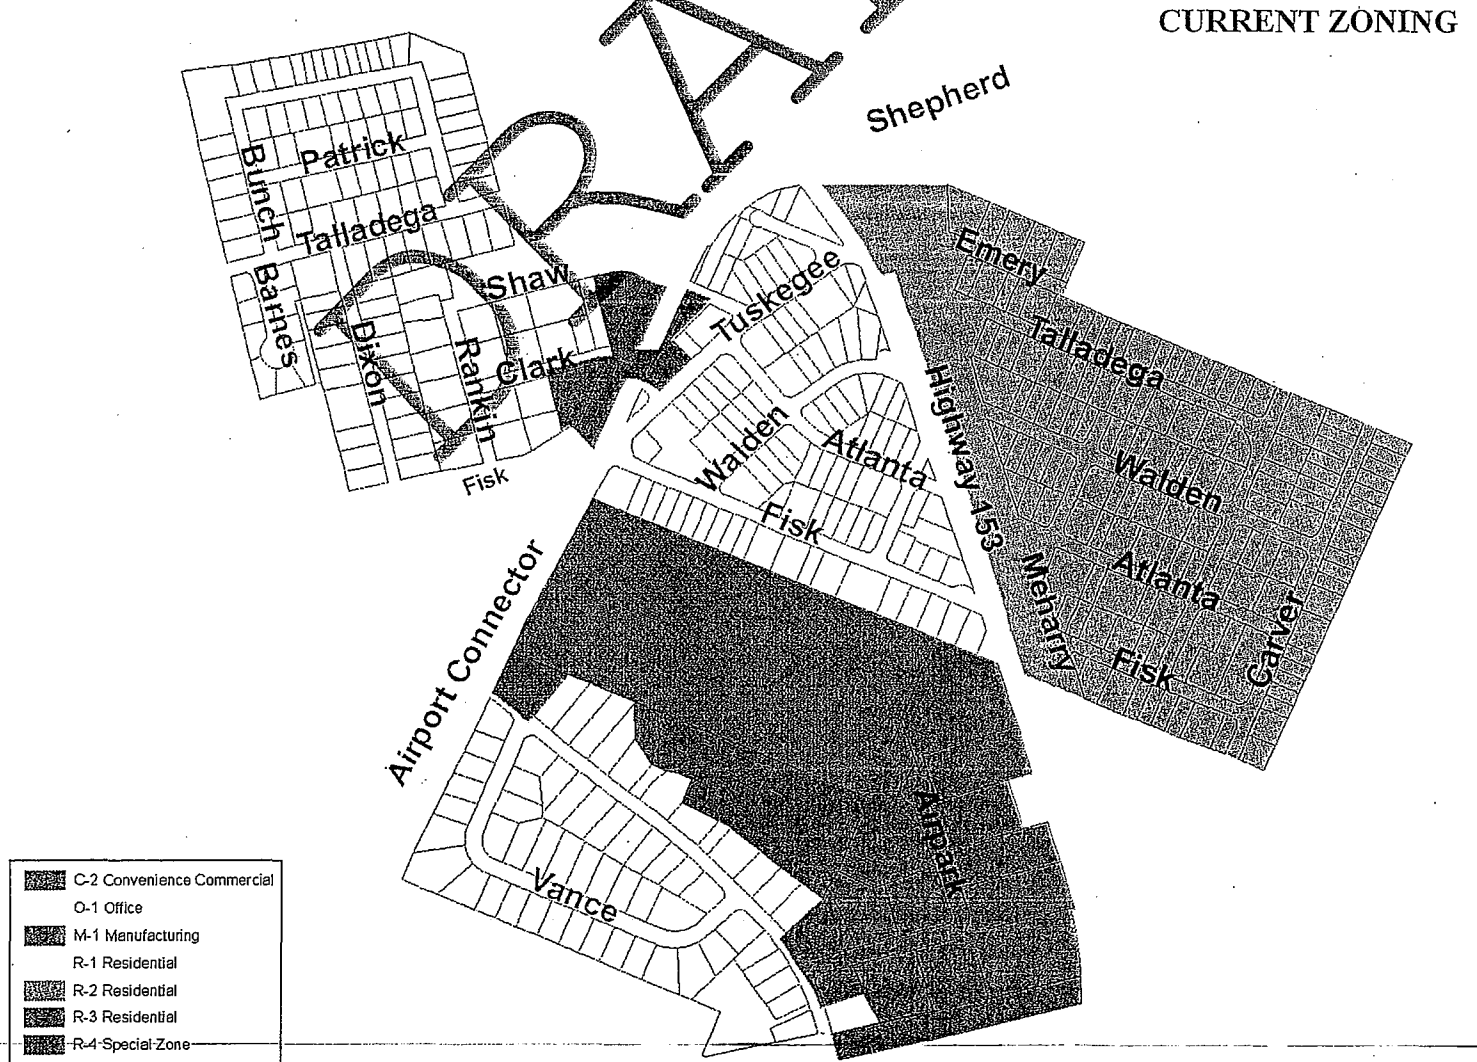 CURRENT ZONING
DRA
Shepherd
Patrick
Bunch
Talladega
Emery
Shaw
Tuskegee
Barnes
Talladega
Dixon
Rankin
Clark
Highway 153
Walden
Atlanta
Walden
Fisk
Fisk
Meharry
Atlanta
Carver
Fisk
Airport Connector
Airpark
Vance
C-2 Convenience Commercial
O-1 Office
M-1 Manufacturing
R-1 Residential
R-2 Residential
R-3 Residential
R-4 Special Zone